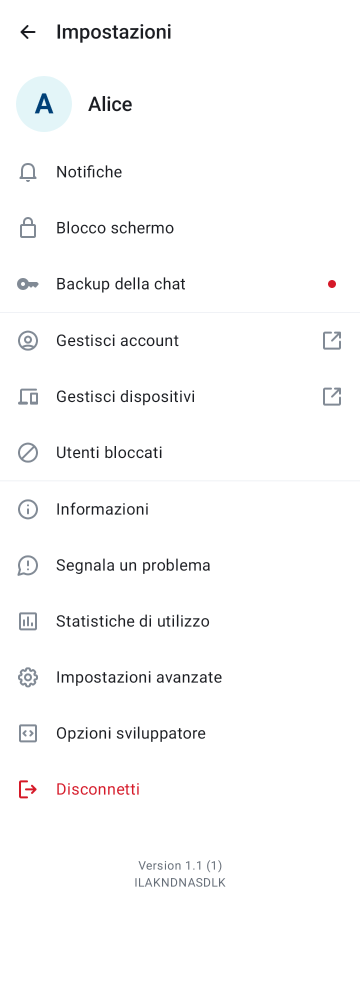 Impostazioni
A
Alice
Notifiche
Blocco schermo
Backup della chat
Gestisci account
Gestisci dispositivi
Utenti bloccati
Informazioni
Segnala un problema
Statistiche di utilizzo
Impostazioni avanzate
Opzioni sviluppatore
Disconnetti
Version 1.1 (1)
ILAKNDNASDLK